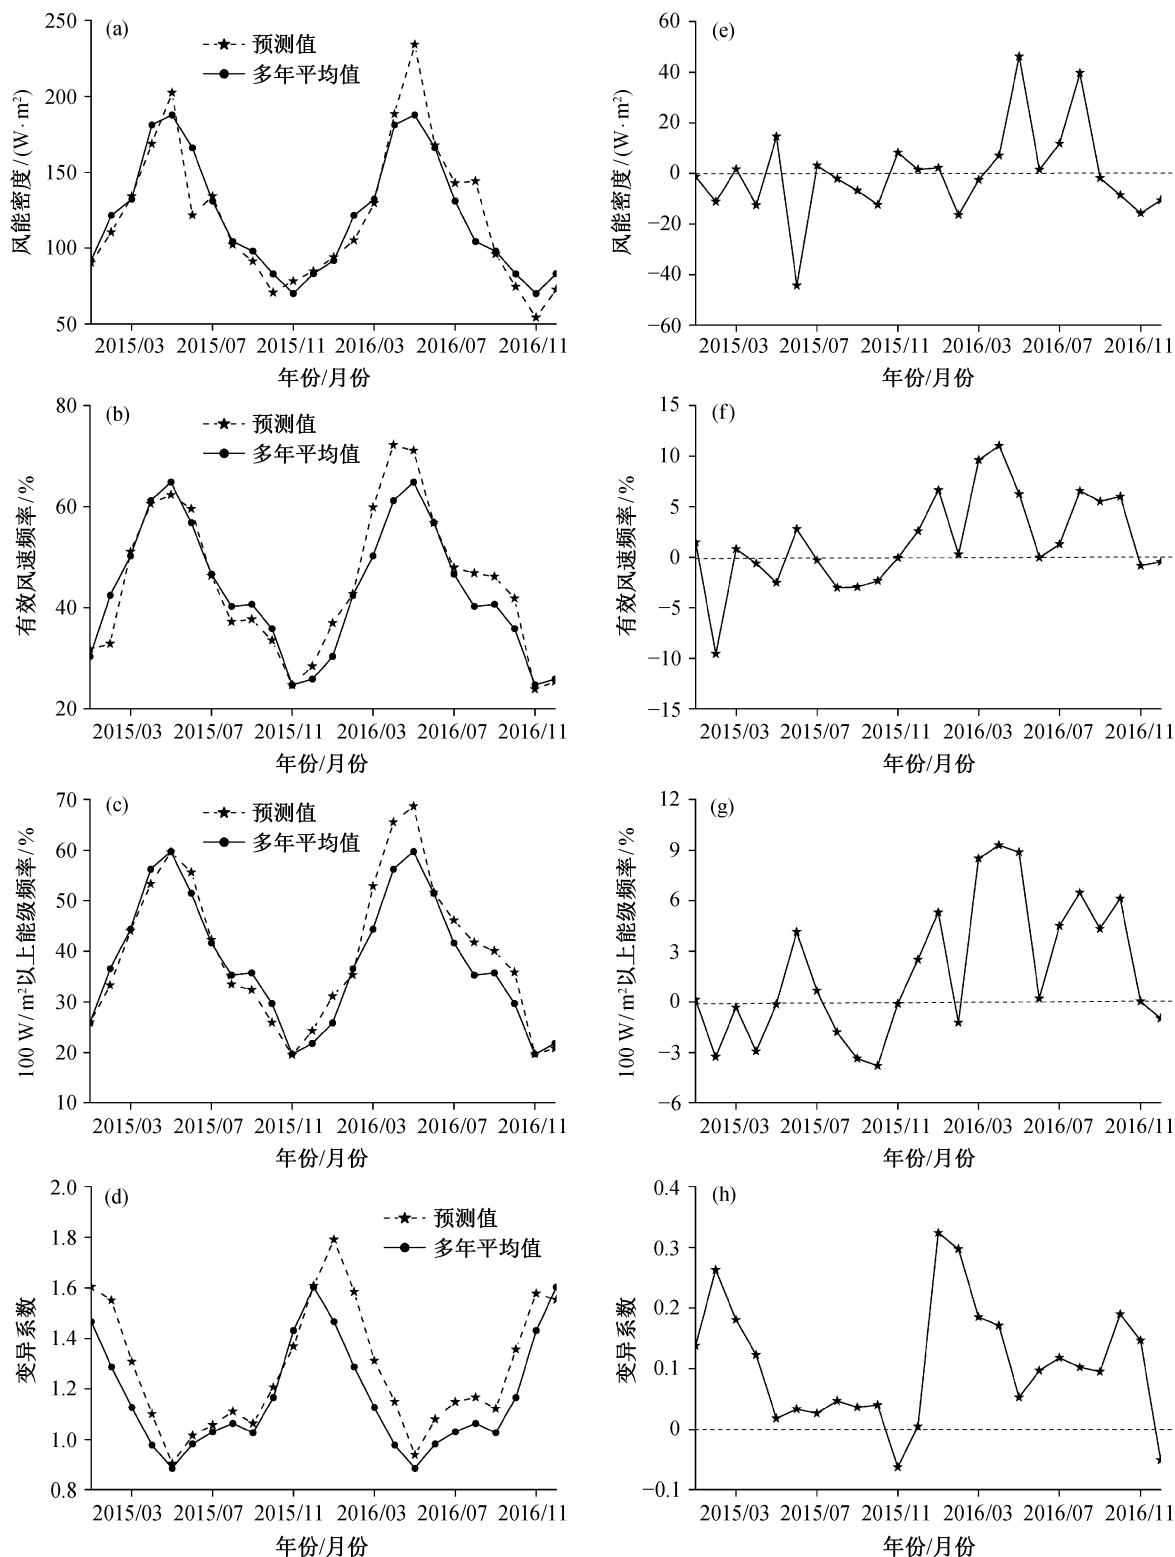 (a)
预测值
多年平均值
风能密度/(W·m²)
250
200
150
100
50
2015/03 2015/07 2015/11 2016/03 2016/07 2016/11
年份/月份
(e)
风能密度/(W·m²)
60
40
20
0
−20
−40
−60
2015/03 2015/07 2015/11 2016/03 2016/07 2016/11
年份/月份
(b)
预测值
多年平均值
有效风速频率/%
80
60
40
20
2015/03 2015/07 2015/11 2016/03 2016/07 2016/11
年份/月份
(f)
有效风速频率/%
15
10
5
0
−5
−10
−15
2015/03 2015/07 2015/11 2016/03 2016/07 2016/11
年份/月份
(c)
预测值
多年平均值
100 W/m²以上能级频率/%
70
60
50
40
30
20
10
2015/03 2015/07 2015/11 2016/03 2016/07 2016/11
年份/月份
(g)
100 W/m²以上能级频率/%
12
9
6
3
0
−3
−6
2015/03 2015/07 2015/11 2016/03 2016/07 2016/11
年份/月份
(d)
预测值
多年平均值
变异系数
2.0
1.8
1.6
1.4
1.2
1.0
0.8
2015/03 2015/07 2015/11 2016/03 2016/07 2016/11
年份/月份
(h)
变异系数
0.4
0.3
0.2
0.1
0
−0.1
2015/03 2015/07 2015/11 2016/03 2016/07 2016/11
年份/月份